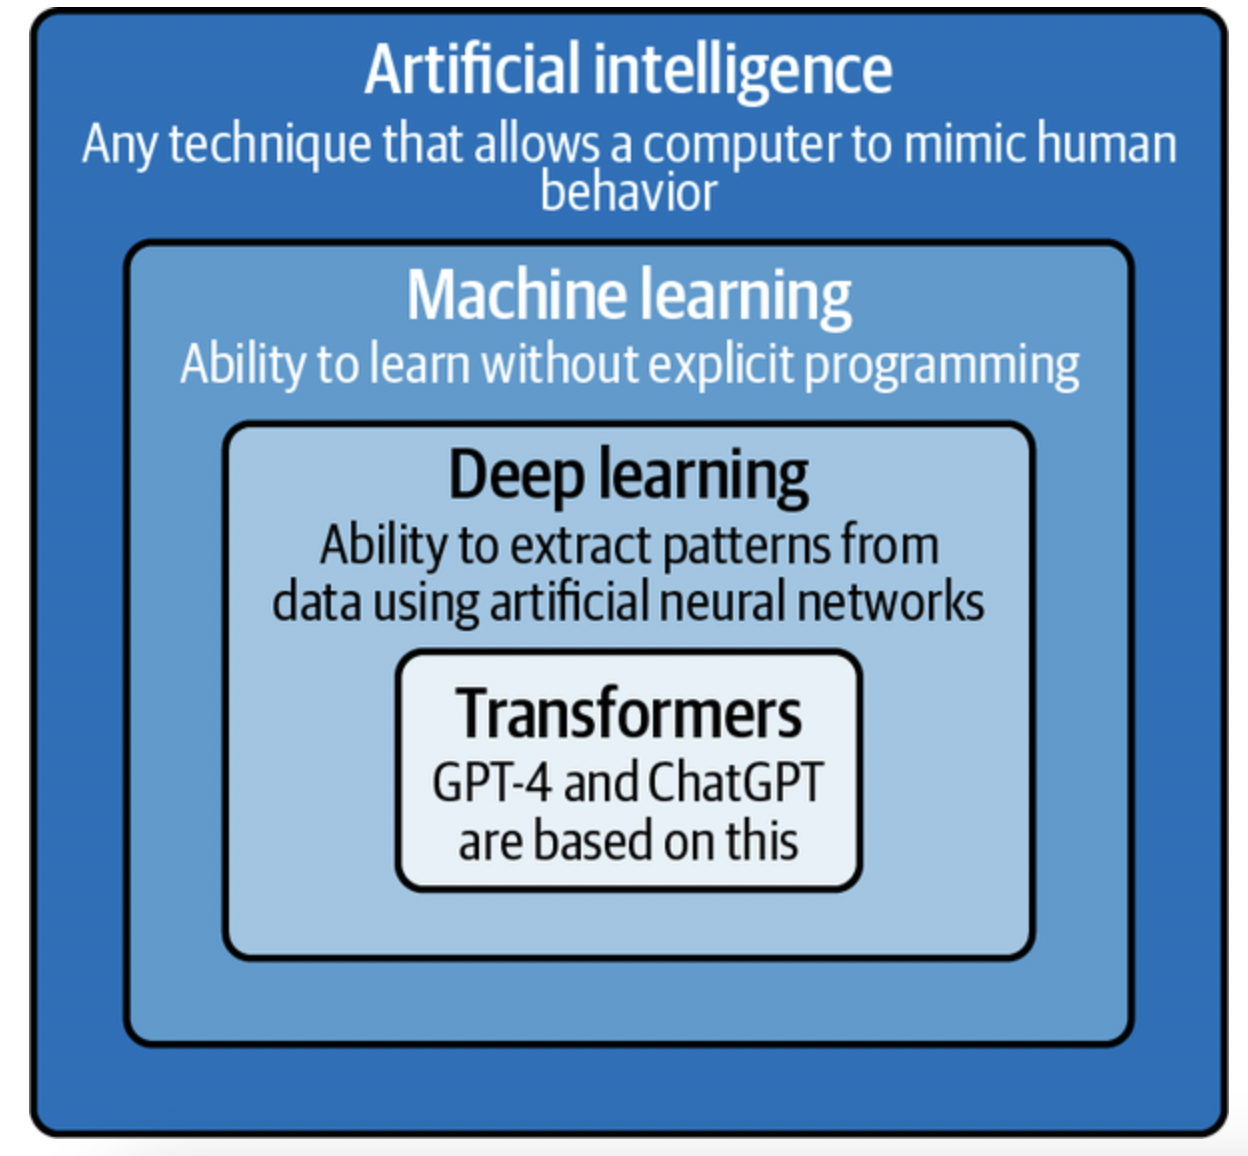 Artificial intelligence
Any technique that allows a computer to mimic human
behavior
Machine learning
Ability to learn without explicit programming
Deep learning
Ability to extract patterns from
data using artificial neural networks
Transformers
GPT-4 and ChatGPT
are based on this